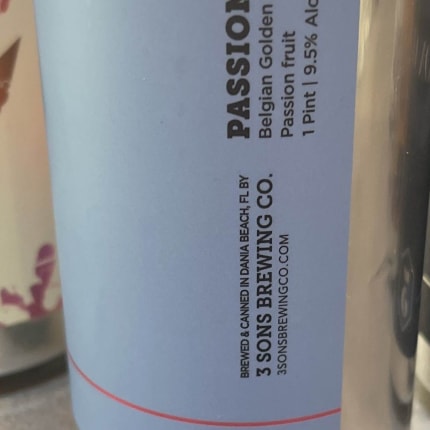 PASSION
Belgian Golden
Passion fruit
1 Pint | 9.5% Alc
BREWED & CANNED IN DANIA BEACH, FL BY
3 SONS BREWING CO.
3SONSBREWINGCO.COM